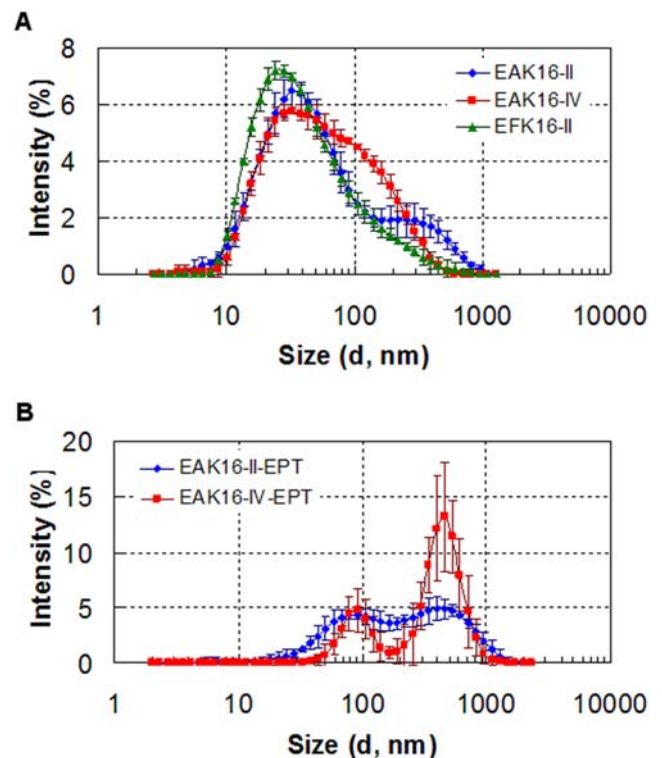 A
8
6
4
2
0
Intensity (%)
EAK16-II
EAK16-IV
EFK16-II
1 10 100 1000 10000
Size (d, nm)
B
20
15
10
5
0
Intensity (%)
EAK16-II-EPT
EAK16-IV-EPT
1 10 100 1000 10000
Size (d, nm)